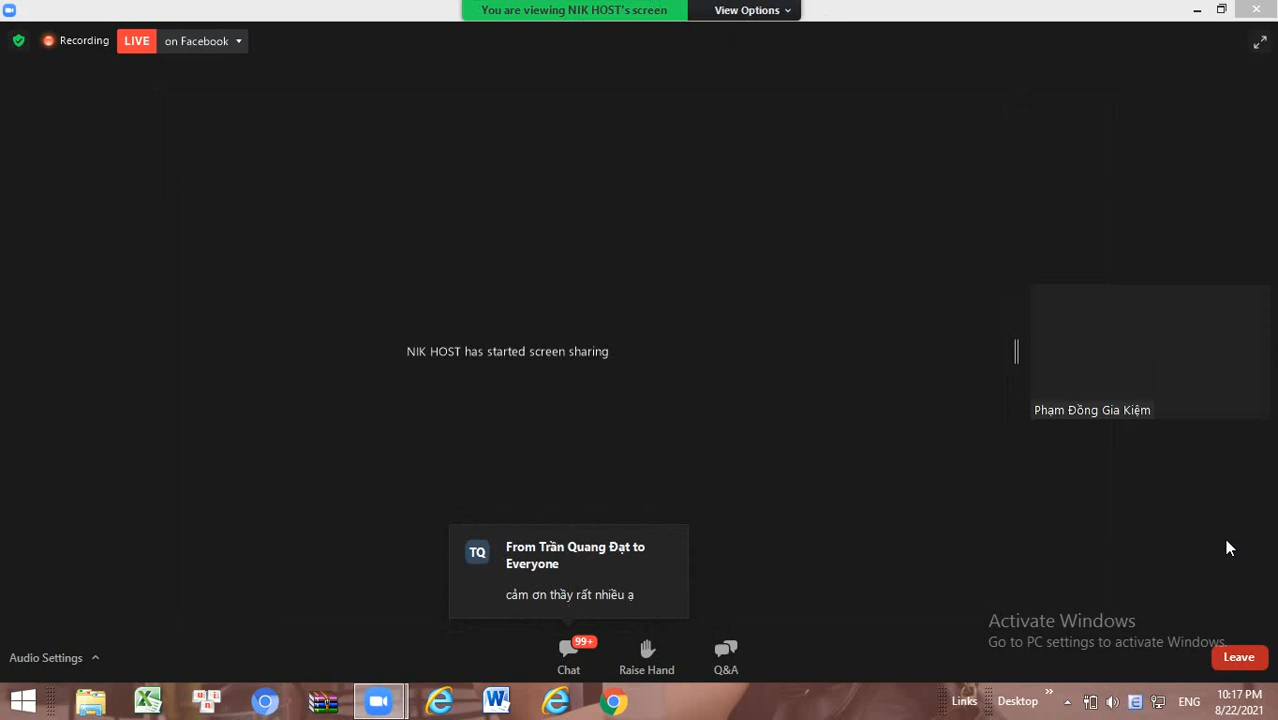 You are viewing NIK HOST's screen
View Options
Recording
LIVE
on Facebook
NIK HOST has started screen sharing
Phạm Đồng Gia Kiệm
TQ
From Trần Quang Đạt to
Everyone
cảm ơn thầy rất nhiều ạ
Activate Windows
Go to PC settings to activate Windows.
Audio Settings
99+
Chat
Raise Hand
Q&A
Leave
Links
Desktop
ENG
10:17 PM
8/22/2021